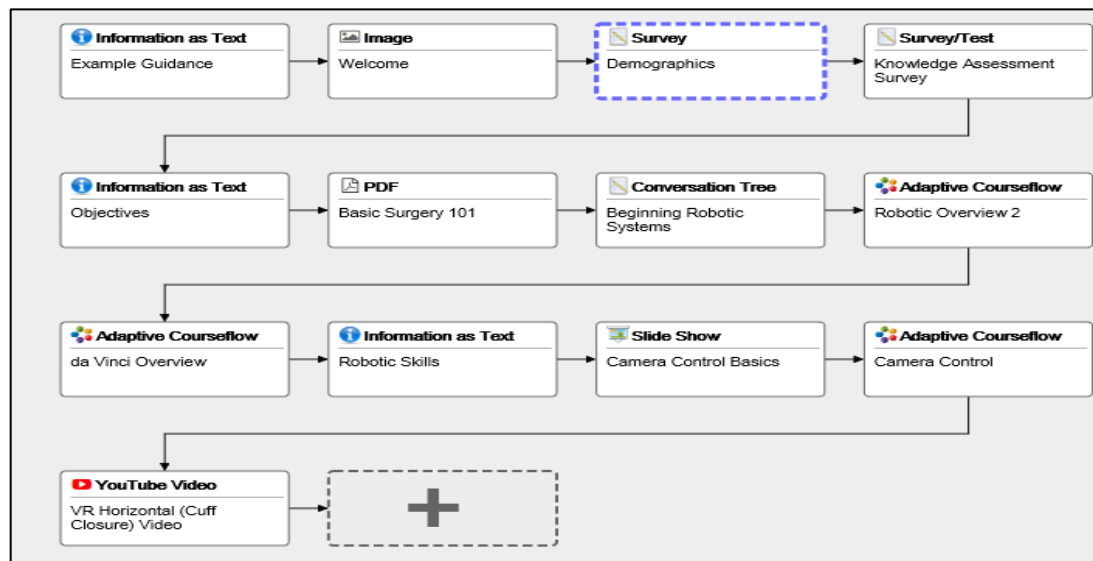 Information as Text
Example Guidance
Image
Welcome
Survey
Demographics
Survey/Test
Knowledge Assessment
Survey
Information as Text
Objectives
PDF
Basic Surgery 101
Conversation Tree
Beginning Robotic
Systems
Adaptive Courseflow
Robotic Overview 2
Adaptive Courseflow
da Vinci Overview
Information as Text
Robotic Skills
Slide Show
Camera Control Basics
Adaptive Courseflow
Camera Control
YouTube Video
VR Horizontal (Cuff
Closure) Video